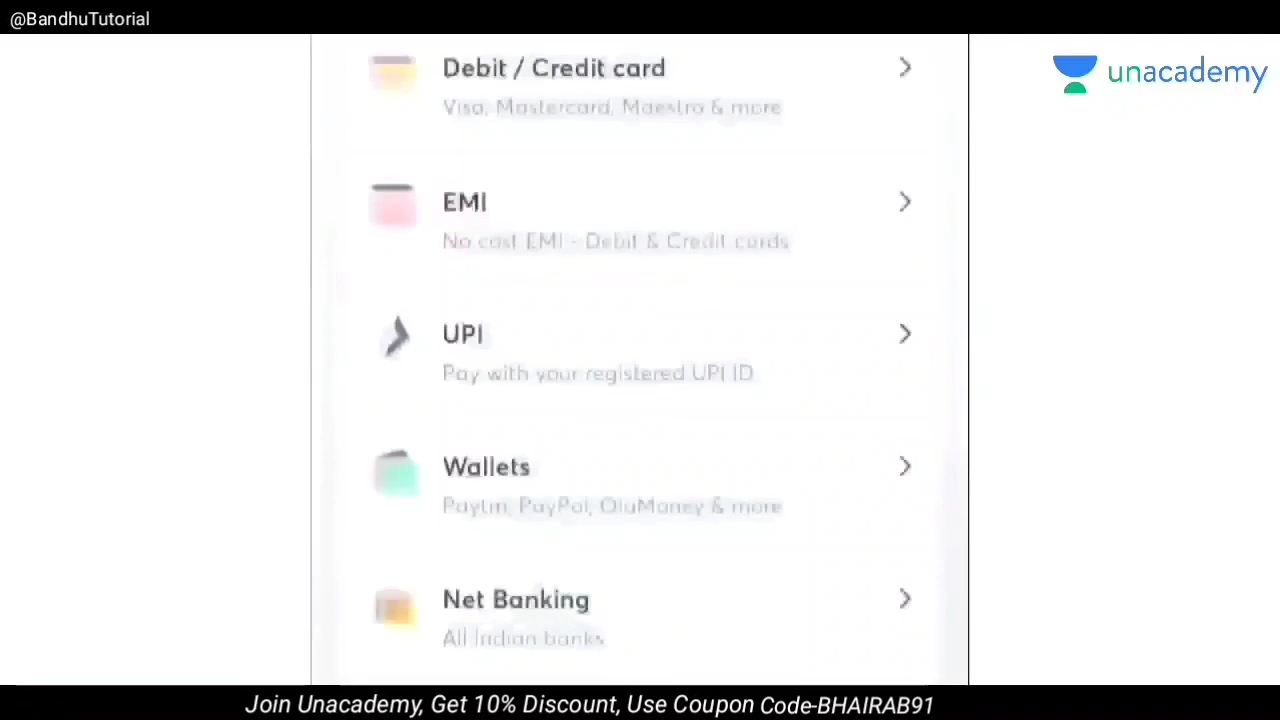 @BandhuTutorial
unacademy
Debit / Credit card
Visa, Mastercard, Maestro & more
EMI
No cost EMI - Debit & Credit cards
UPI
Pay with your registered UPI ID
Wallets
Paytm, PayPal, OlaMoney & more
Net Banking
All Indian banks
Join Unacademy, Get 10% Discount, Use Coupon Code-BHAIRAB91